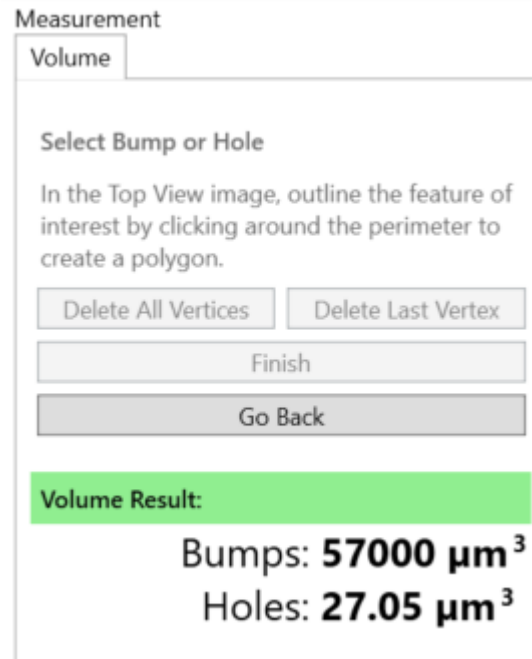 Measurement
Volume
Select Bump or Hole
In the Top View image, outline the feature of
interest by clicking around the perimeter to
create a polygon.
Delete All Vertices
Delete Last Vertex
Finish
Go Back
Volume Result:
Bumps: 57000 µm³
Holes: 27.05 µm³